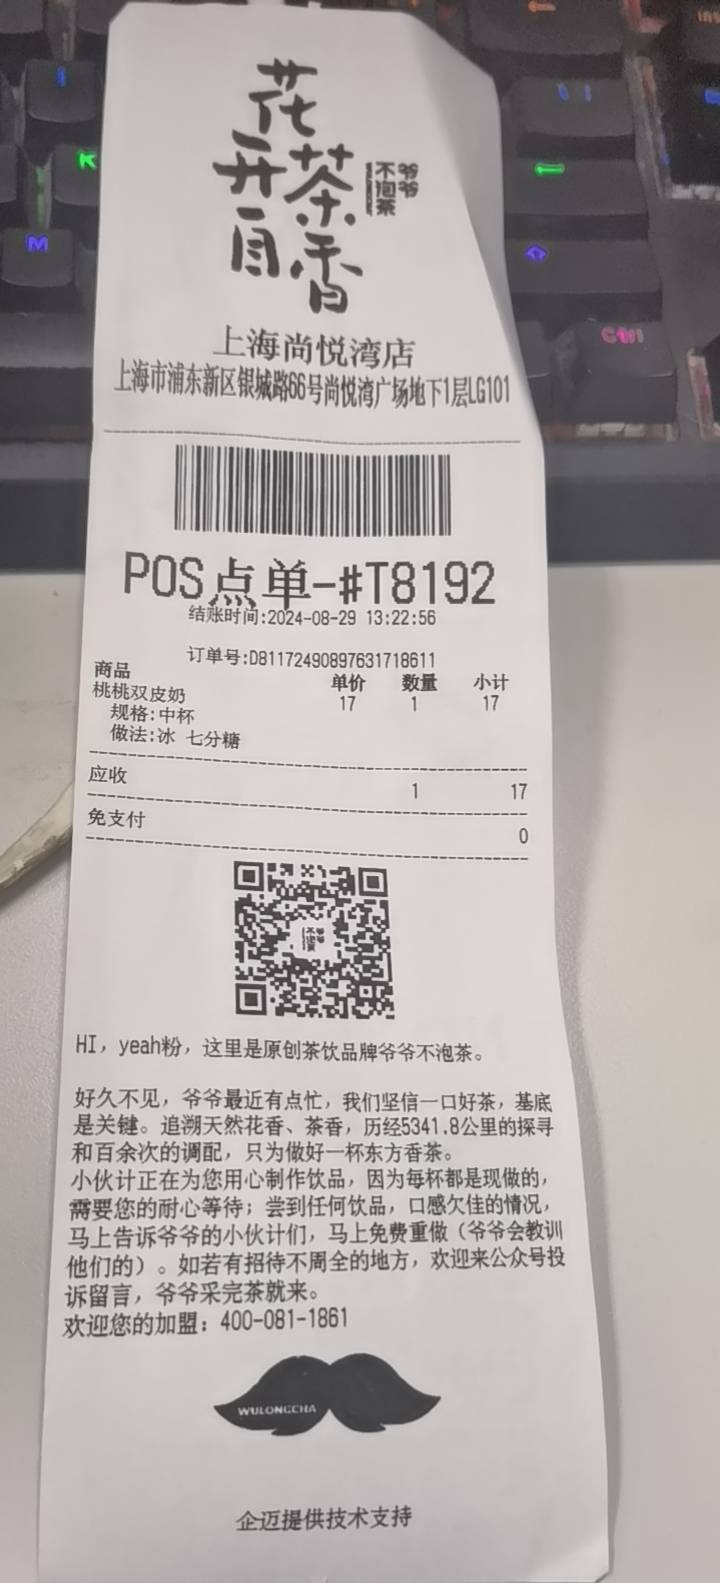 花开茶自香
爷爷不泡茶
上海尚悦湾店
上海市浦东新区银城路66号尚悦湾广场地下1层LG101
POS点单-#T8192
结账时间:2024-08-29 13:22:56
订单号:D81172490897631718611
商品 单价 数量 小计
桃桃双皮奶 17 1 17
规格:中杯
做法:冰 七分糖
应收 1 17
免支付 0
HI，yeah粉，这里是原创茶饮品牌爷爷不泡茶。
好久不见，爷爷最近有点忙，我们坚信一口好茶，基底
是关键。追溯天然花香、茶香，历经5341.8公里的探寻
和百余次的调配，只为做好一杯东方香茶。
小伙计正在为您用心制作饮品，因为每杯都是现做的，
需要您的耐心等待；尝到任何饮品，口感欠佳的情况，
马上告诉爷爷的小伙计们，马上免费重做（爷爷会教训
他们的）。如若有招待不周全的地方，欢迎来公众号投
诉留言，爷爷采完茶就来。
欢迎您的加盟：400-081-1861
WULONGCHA
企迈提供技术支持
K
M
Ctrl